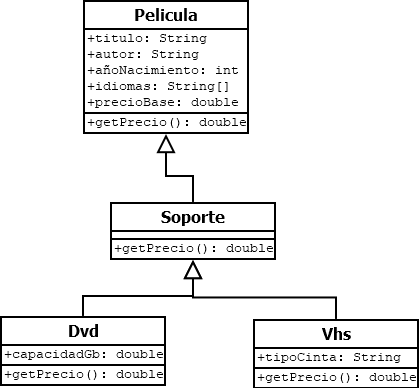 Pelicula
+titulo: String
+autor: String
+añoNacimiento: int
+idiomas: String[]
+precioBase: double
+getPrecio(): double
Soporte
+getPrecio(): double
Dvd
+capacidadGb: double
+getPrecio(): double
Vhs
+tipoCinta: String
+getPrecio(): double